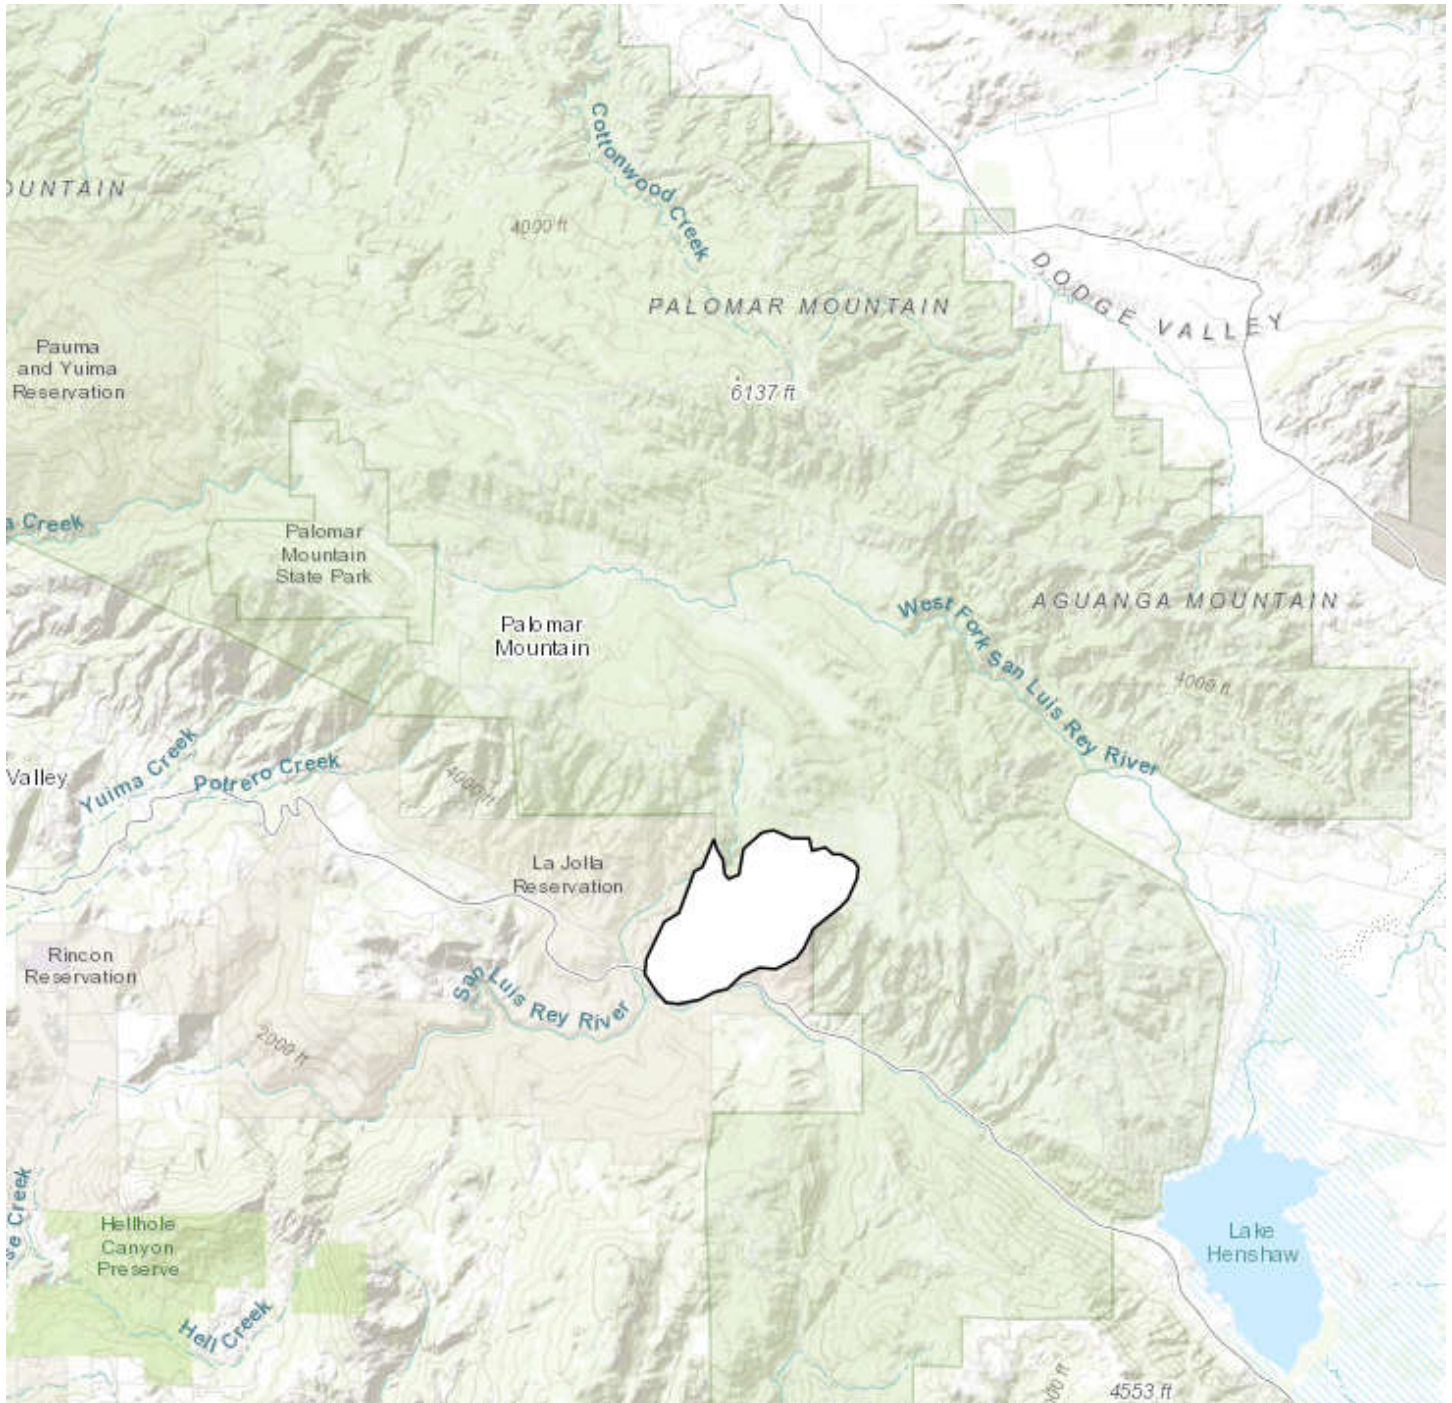 Cottonwood Creek
OUNTAIN
4000 ft
DODGE VALLEY
PALOMAR MOUNTAIN
Pauma
and Yuima
Reservation
6137 ft
a Creek
Palomar
Mountain
State Park
West Fork San Luis Rey River
AGUANGA MOUNTAIN
Palomar
Mountain
4000 ft
Yuima Creek
Potrero Creek
Valley
4000 ft
La Jolla
Reservation
Rincon
Reservation
San Luis Rey River
2000 ft
se Creek
Hellhole
Canyon
Preserve
Lake
Henshaw
Hell Creek
00 ft
4553 ft